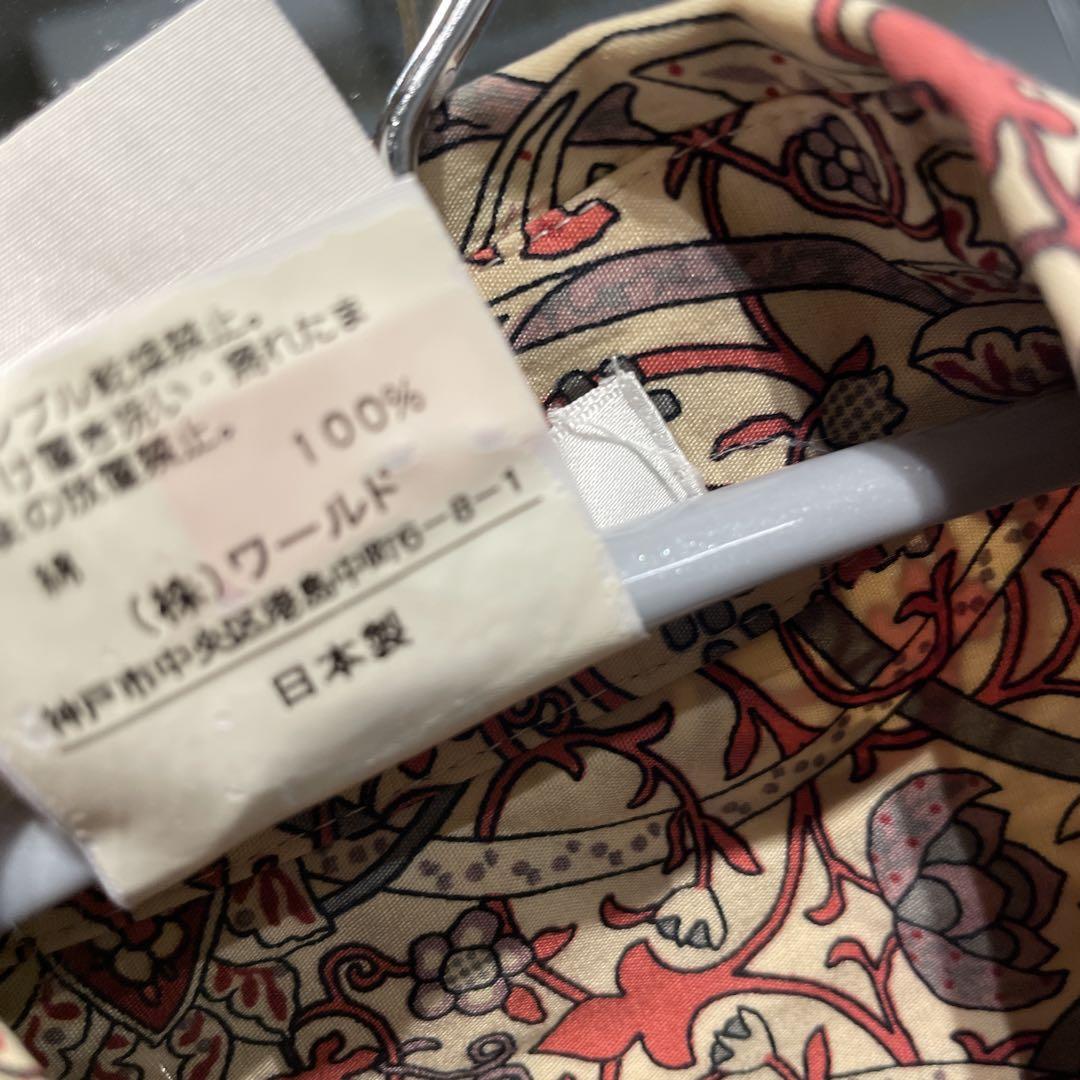 ンブル乾燥禁止。
け置き洗い・濡れたま
まの放置禁止。
綿 100%
(株)ワールド
神戸市中央区港島中町6-8-1
日本製